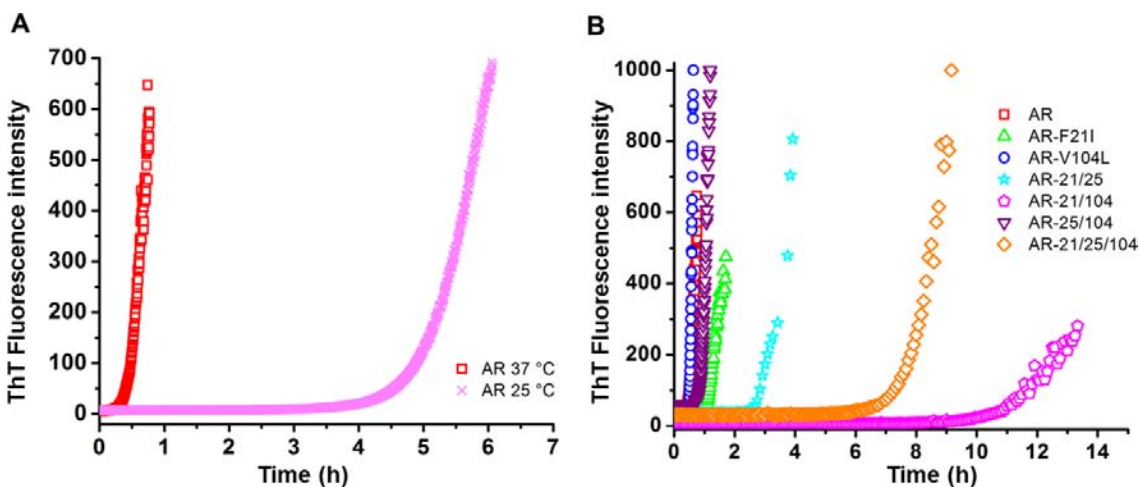 A
ThT Fluorescence intensity
700
600
500
400
300
200
100
0
AR 37 °C
AR 25 °C
0 1 2 3 4 5 6 7
Time (h)
B
ThT Fluorescence intensity
1000
800
600
400
200
0
AR
AR-F21I
AR-V104L
AR-21/25
AR-21/104
AR-25/104
AR-21/25/104
0 2 4 6 8 10 12 14
Time (h)